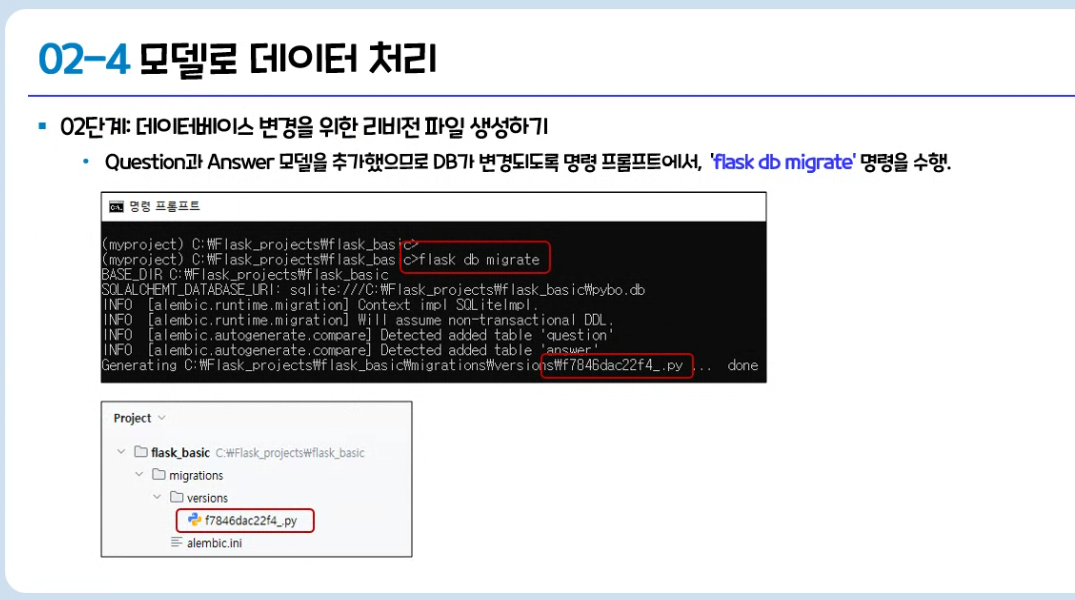 02-4 모델로 데이터 처리
02단계: 데이터베이스 변경을 위한 리비전 파일 생성하기
Question과 Answer 모델을 추가했으므로 DB가 변경되도록 명령 프롬프트에서, 'flask db migrate' 명령을 수행.
명령 프롬프트
(myproject) C:₩Flask_projects₩flask_basic>
(myproject) C:₩Flask_projects₩flask_basic>flask db migrate
BASE_DIR C:₩Flask_projects₩flask_basic
SQLALCHEMT_DATABASE_URI: sqlite:///C:₩Flask_projects₩flask_basic₩pybo.db
INFO  [alembic.runtime.migration] Context impl SQLiteImpl.
INFO  [alembic.runtime.migration] Will assume non-transactional DDL.
INFO  [alembic.autogenerate.compare] Detected added table 'question'
INFO  [alembic.autogenerate.compare] Detected added table 'answer'
Generating C:₩Flask_projects₩flask_basic₩migrations₩versions₩f7846dac22f4_.py ...  done
Project
flask_basic C:₩Flask_projects₩flask_basic
migrations
versions
f7846dac22f4_.py
alembic.ini